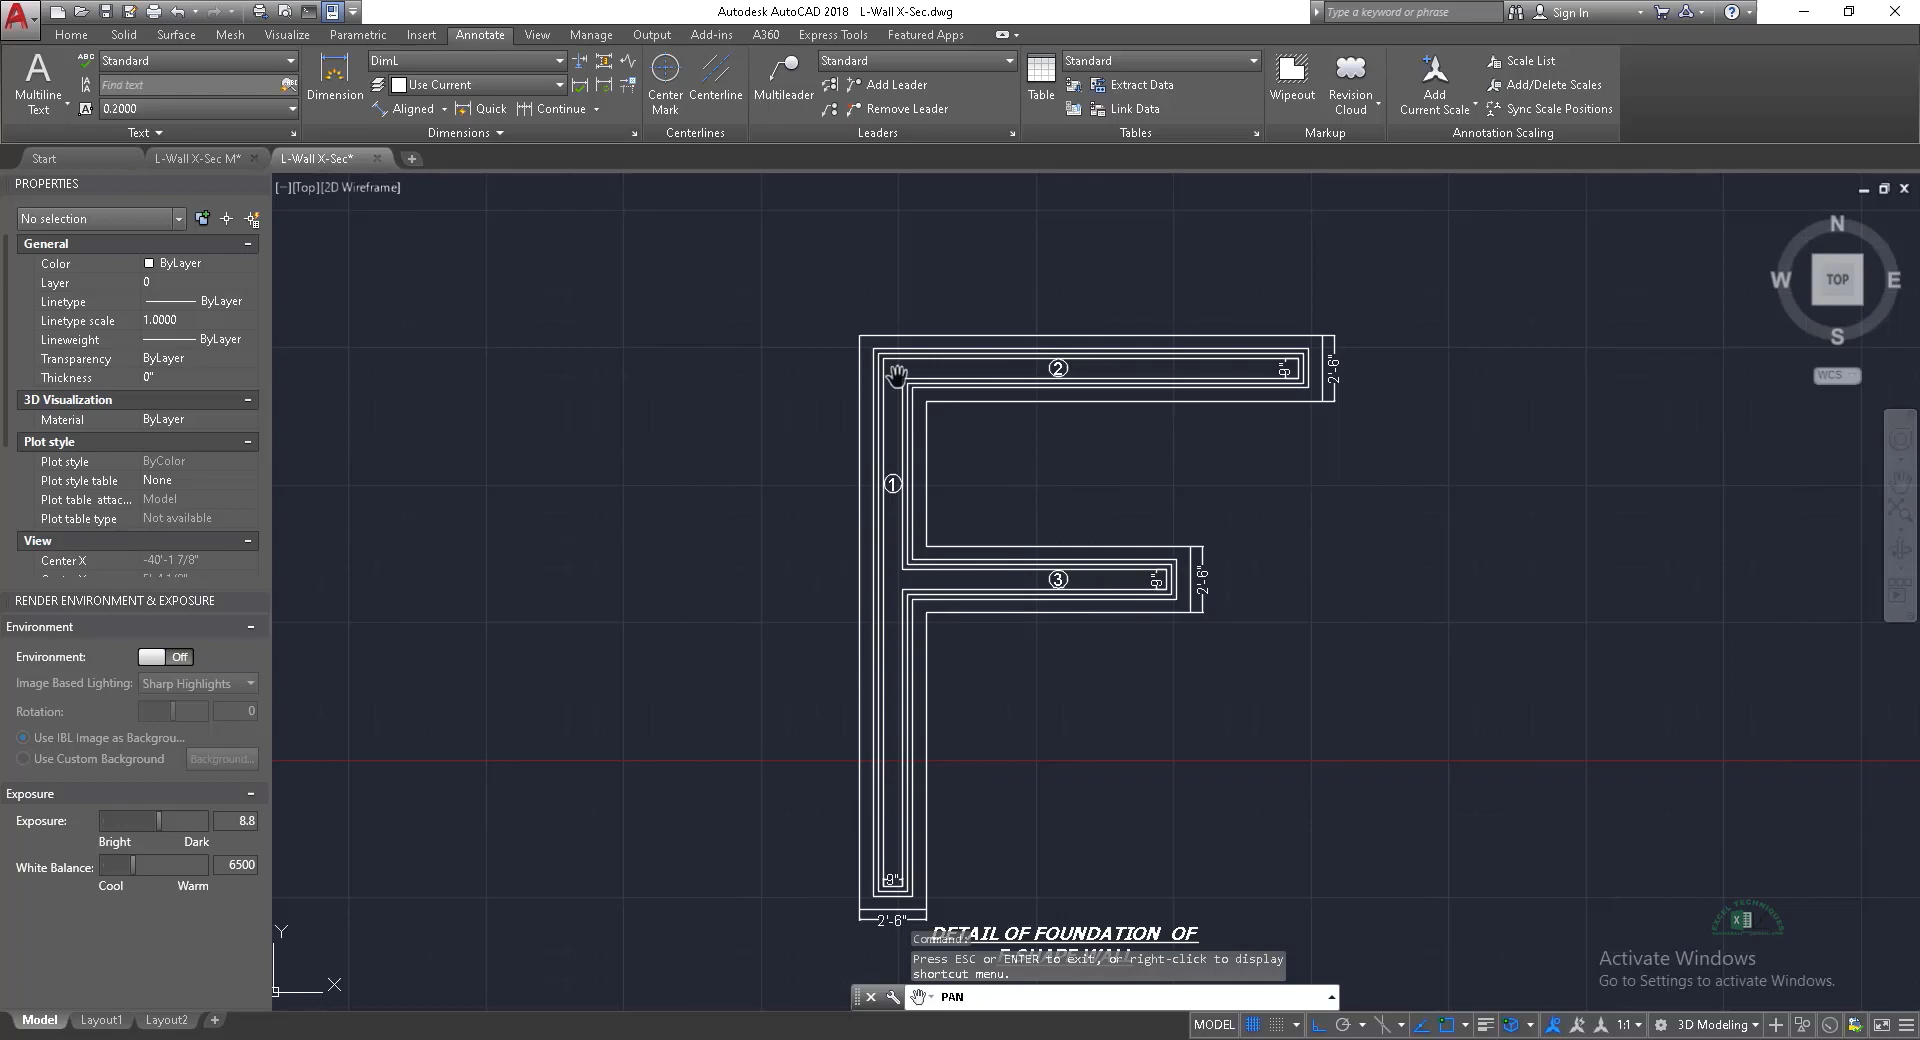 Autodesk AutoCAD 2018 L-Wall X-Sec.dwg
Type a keyword or phrase
Sign In
Home Solid Surface Mesh Visualize Parametric Insert Annotate View Manage Output Add-ins A360 Express Tools Featured Apps
A
Multiline
Text
ABC
Standard
Find text
0.2000
Text
Dimension
DimL
Use Current
Aligned
Quick
Continue
Dimensions
Center
Mark
Centerline
Centerlines
Multileader
Standard
Add Leader
Remove Leader
Leaders
Table
Standard
Extract Data
Link Data
Tables
Wipeout
Revision
Cloud
Markup
Add
Current Scale
Scale List
Add/Delete Scales
Sync Scale Positions
Annotation Scaling
Start
L-Wall X-Sec M*
L-Wall X-Sec*
[−][Top][2D Wireframe]
PROPERTIES
No selection
General
Color ByLayer
Layer 0
Linetype ByLayer
Linetype scale 1.0000
Lineweight ByLayer
Transparency ByLayer
Thickness 0"
3D Visualization
Material ByLayer
Plot style
Plot style ByColor
Plot style table None
Plot table attac... Model
Plot table type Not available
View
Center X -40'-1 7/8"
RENDER ENVIRONMENT & EXPOSURE
Environment
Environment: Off
Image Based Lighting: Sharp Highlights
Rotation: 0
Use IBL Image as Backgrou...
Use Custom Background Background...
Exposure
Exposure: 8.8
Bright Dark
White Balance: 6500
Cool Warm
N
W TOP E
S
WCS
2
9"
2'-6"
1
3
9"
2'-6"
9"
2'-6"
DETAIL OF FOUNDATION OF
F-SHAPE WALL
Command:
Press ESC or ENTER to exit, or right-click to display
shortcut menu.
PAN
Y
X
EXCEL TECHNIQUES
Activate Windows
Go to Settings to activate Windows.
Model Layout1 Layout2
MODEL
1:1
3D Modeling